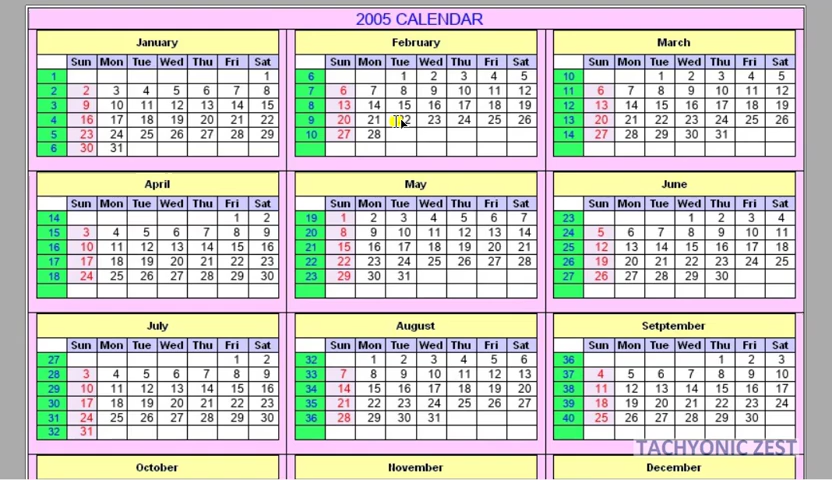 2005 CALENDAR
January February March
Sun Mon Tue Wed Thu Fri Sat Sun Mon Tue Wed Thu Fri Sat Sun Mon Tue Wed Thu Fri Sat
1 1 6 1 2 3 4 5 10 1 2 3 4 5
2 2 3 4 5 6 7 8 7 6 7 8 9 10 11 12 11 6 7 8 9 10 11 12
3 9 10 11 12 13 14 15 8 13 14 15 16 17 18 19 12 13 14 15 16 17 18 19
4 16 17 18 19 20 21 22 9 20 21 22 23 24 25 26 13 20 21 22 23 24 25 26
5 23 24 25 26 27 28 29 10 27 28 14 27 28 29 30 31
6 30 31
April May June
Sun Mon Tue Wed Thu Fri Sat Sun Mon Tue Wed Thu Fri Sat Sun Mon Tue Wed Thu Fri Sat
14 1 2 19 1 2 3 4 5 6 7 23 1 2 3 4
15 3 4 5 6 7 8 9 20 8 9 10 11 12 13 14 24 5 6 7 8 9 10 11
16 10 11 12 13 14 15 16 21 15 16 17 18 19 20 21 25 12 13 14 15 16 17 18
17 17 18 19 20 21 22 23 22 22 23 24 25 26 27 28 26 19 20 21 22 23 24 25
18 24 25 26 27 28 29 30 23 29 30 31 27 26 27 28 29 30
July August Setptember
Sun Mon Tue Wed Thu Fri Sat Sun Mon Tue Wed Thu Fri Sat Sun Mon Tue Wed Thu Fri Sat
27 1 2 32 1 2 3 4 5 6 36 1 2 3
28 3 4 5 6 7 8 9 33 7 8 9 10 11 12 13 37 4 5 6 7 8 9 10
29 10 11 12 13 14 15 16 34 14 15 16 17 18 19 20 38 11 12 13 14 15 16 17
30 17 18 19 20 21 22 23 35 21 22 23 24 25 26 27 39 18 19 20 21 22 23 24
31 24 25 26 27 28 29 30 36 28 29 30 31 40 25 26 27 28 29 30
32 31
TACHYONIC ZEST
October November December